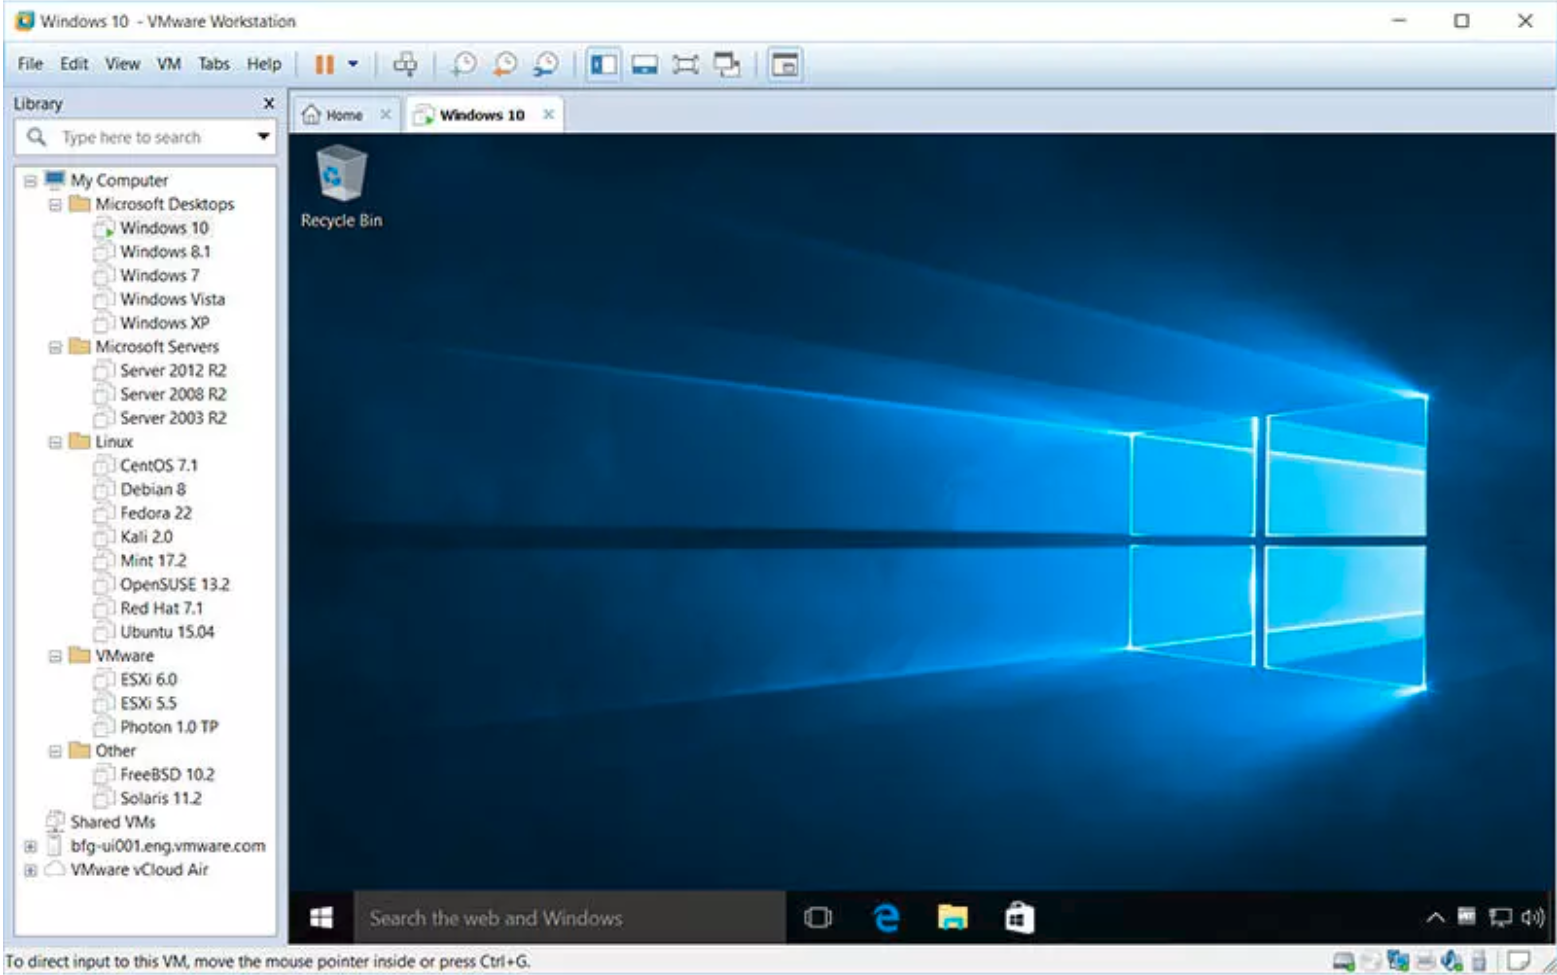 Windows 10 - VMware Workstation
File Edit View VM Tabs Help
Library
Type here to search
My Computer
Microsoft Desktops
Windows 10
Windows 8.1
Windows 7
Windows Vista
Windows XP
Microsoft Servers
Server 2012 R2
Server 2008 R2
Server 2003 R2
Linux
CentOS 7.1
Debian 8
Fedora 22
Kali 2.0
Mint 17.2
OpenSUSE 13.2
Red Hat 7.1
Ubuntu 15.04
VMware
ESXi 6.0
ESXi 5.5
Photon 1.0 TP
Other
FreeBSD 10.2
Solaris 11.2
Shared VMs
bfg-ui001.eng.vmware.com
VMware vCloud Air
Home
Windows 10
Recycle Bin
Search the web and Windows
To direct input to this VM, move the mouse pointer inside or press Ctrl+G.